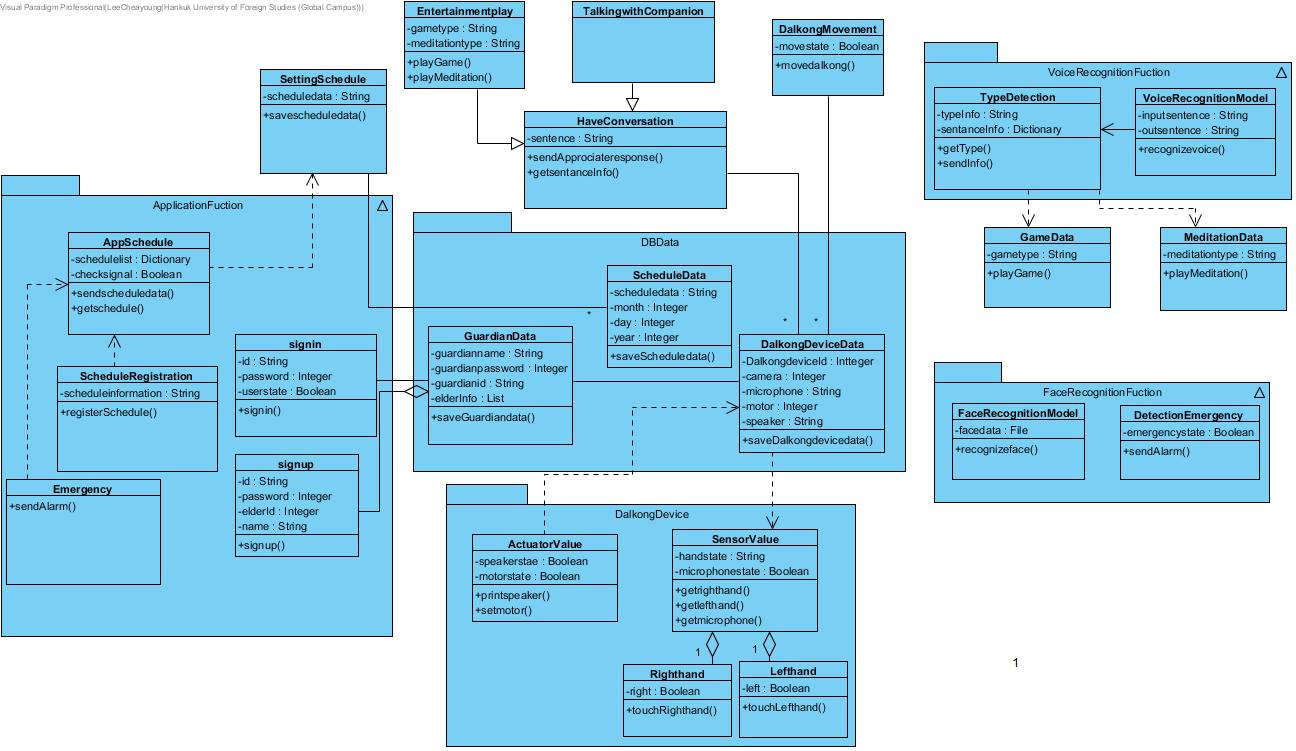 Visual Paradigm Professional(LeeCheayoung(Hankuk University of Foreign Studies (Global Campus)))
Entertainmentplay
-gametype : String
-meditationtype : String
+playGame()
+playMeditation()
TalkingwithCompanion
DalkongMovement
-movestate : Boolean
+movedalkong()
SettingSchedule
-scheduledata : String
+savescheduledata()
HaveConversation
-sentence : String
+sendApprociateresponse()
+getsentanceInfo()
VoiceRecognitionFuction
TypeDetection
-typeInfo : String
-sentanceInfo : Dictionary
+getType()
+sendInfo()
VoiceRecognitionModel
-inputsentence : String
-outsentence : String
+recognizevoice()
GameData
-gametype : String
+playGame()
MeditationData
-meditationtype : String
+playMeditation()
ApplicationFuction
AppSchedule
-schedulelist : Dictionary
-checksignal : Boolean
+sendscheduledata()
+getschedule()
ScheduleRegistration
-scheduleinformation : String
+registerSchedule()
Emergency
+sendAlarm()
signin
-id : String
-password : Integer
-userstate : Boolean
+signin()
signup
-id : String
-password : Integer
-elderId : Integer
-name : String
+signup()
DBData
ScheduleData
-scheduledata : String
-month : Integer
-day : Integer
-year : Integer
+saveScheduledata()
*
*
*
GuardianData
-guardianname : String
-guardianpassword : Integer
-guardianid : String
-elderInfo : List
+saveGuardiandata()
DalkongDeviceData
-DalkongdeviceId : Intteger
-camera : Integer
-microphone : String
-motor : Integer
-speaker : String
+saveDalkongdevicedata()
FaceRecognitionFuction
FaceRecognitionModel
-facedata : File
+recognizeface()
DetectionEmergency
-emergencystate : Boolean
+sendAlarm()
DalkongDevice
ActuatorValue
-speakerstae : Boolean
-motorstate : Boolean
+printspeaker()
+setmotor()
SensorValue
-handstate : String
-microphonestate : Boolean
+getrighthand()
+getlefthand()
+getmicrophone()
1
1
Righthand
-right : Boolean
+touchRighthand()
Lefthand
-left : Boolean
+touchLefthand()
1